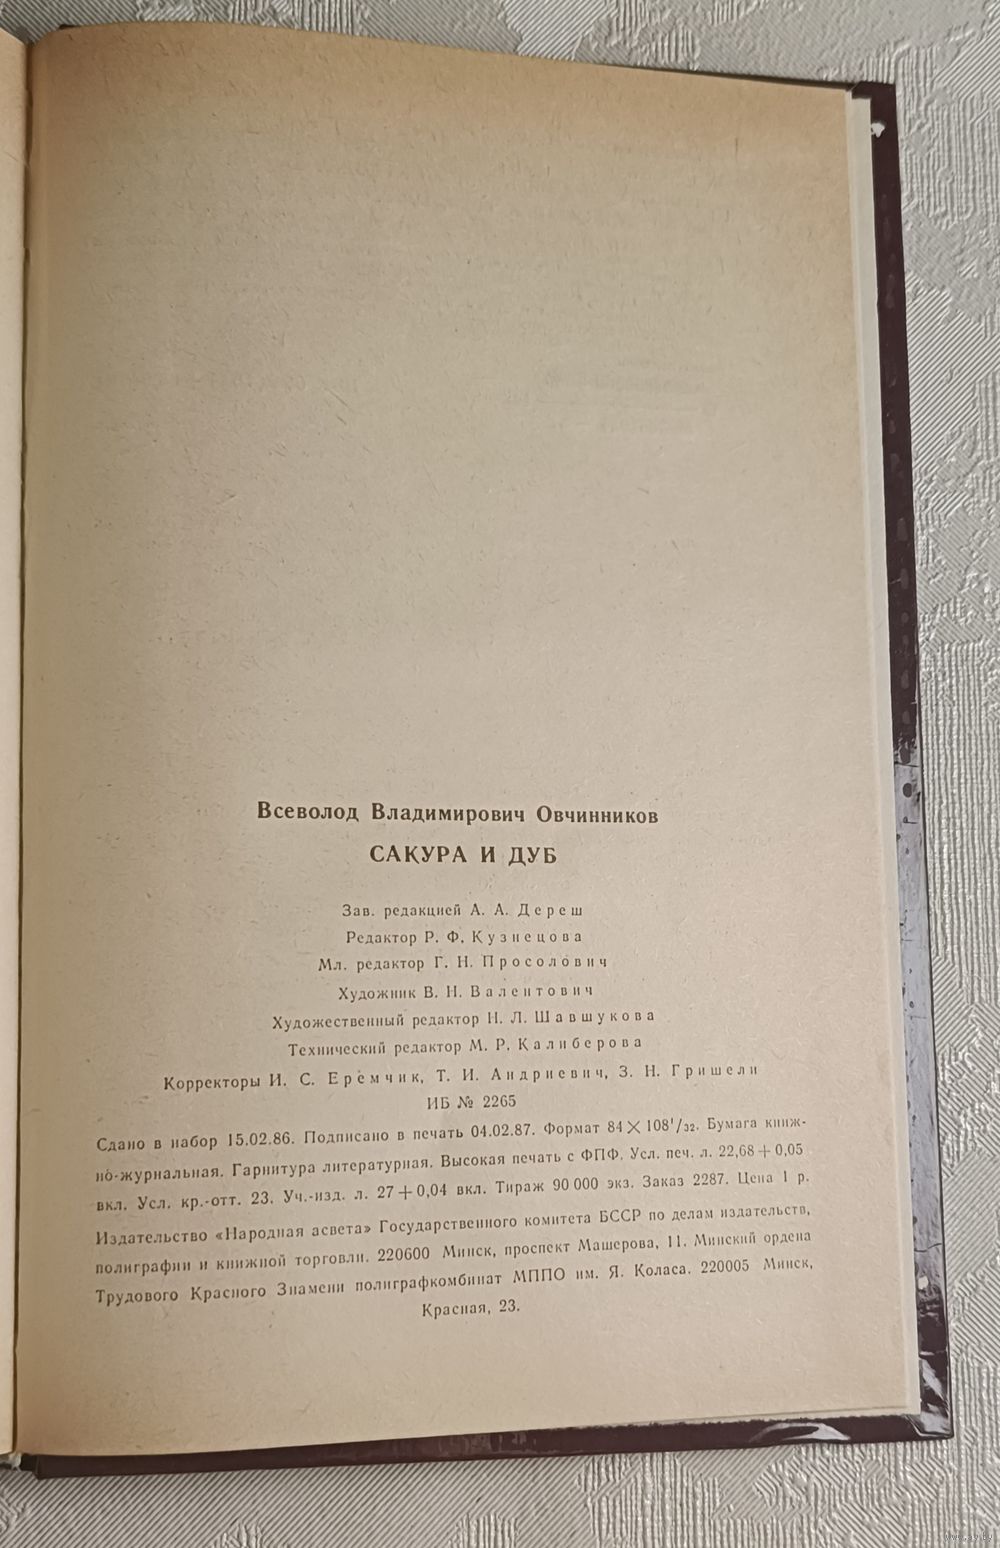 Всеволод Владимирович Овчинников
САКУРА И ДУБ
Зав. редакцией А. А. Дереш
Редактор Р. Ф. Кузнецова
Мл. редактор Г. Н. Просолович
Художник В. Н. Валентович
Художественный редактор Н. Л. Шавшукова
Технический редактор М. Р. Калиберова
Корректоры И. С. Еремчик, Т. И. Андриевич, З. Н. Гришели
ИБ № 2265
Сдано в набор 15.02.86. Подписано в печать 04.02.87. Формат 84×108¹/₃₂. Бумага книж-
но-журнальная. Гарнитура литературная. Высокая печать с ФПФ. Усл. печ. л. 22,68+0,05
вкл. Усл. кр.-отт. 23. Уч.-изд. л. 27+0,04 вкл. Тираж 90 000 экз. Заказ 2287. Цена 1 р.
Издательство «Народная асвета» Государственного комитета БССР по делам издательств,
полиграфии и книжной торговли. 220600 Минск, проспект Машерова, 11. Минский ордена
Трудового Красного Знамени полиграфкомбинат МППО им. Я. Коласа. 220005 Минск,
Красная, 23.